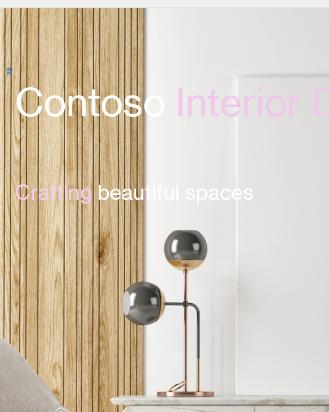 Contoso Interior D
Crafting beautiful spaces